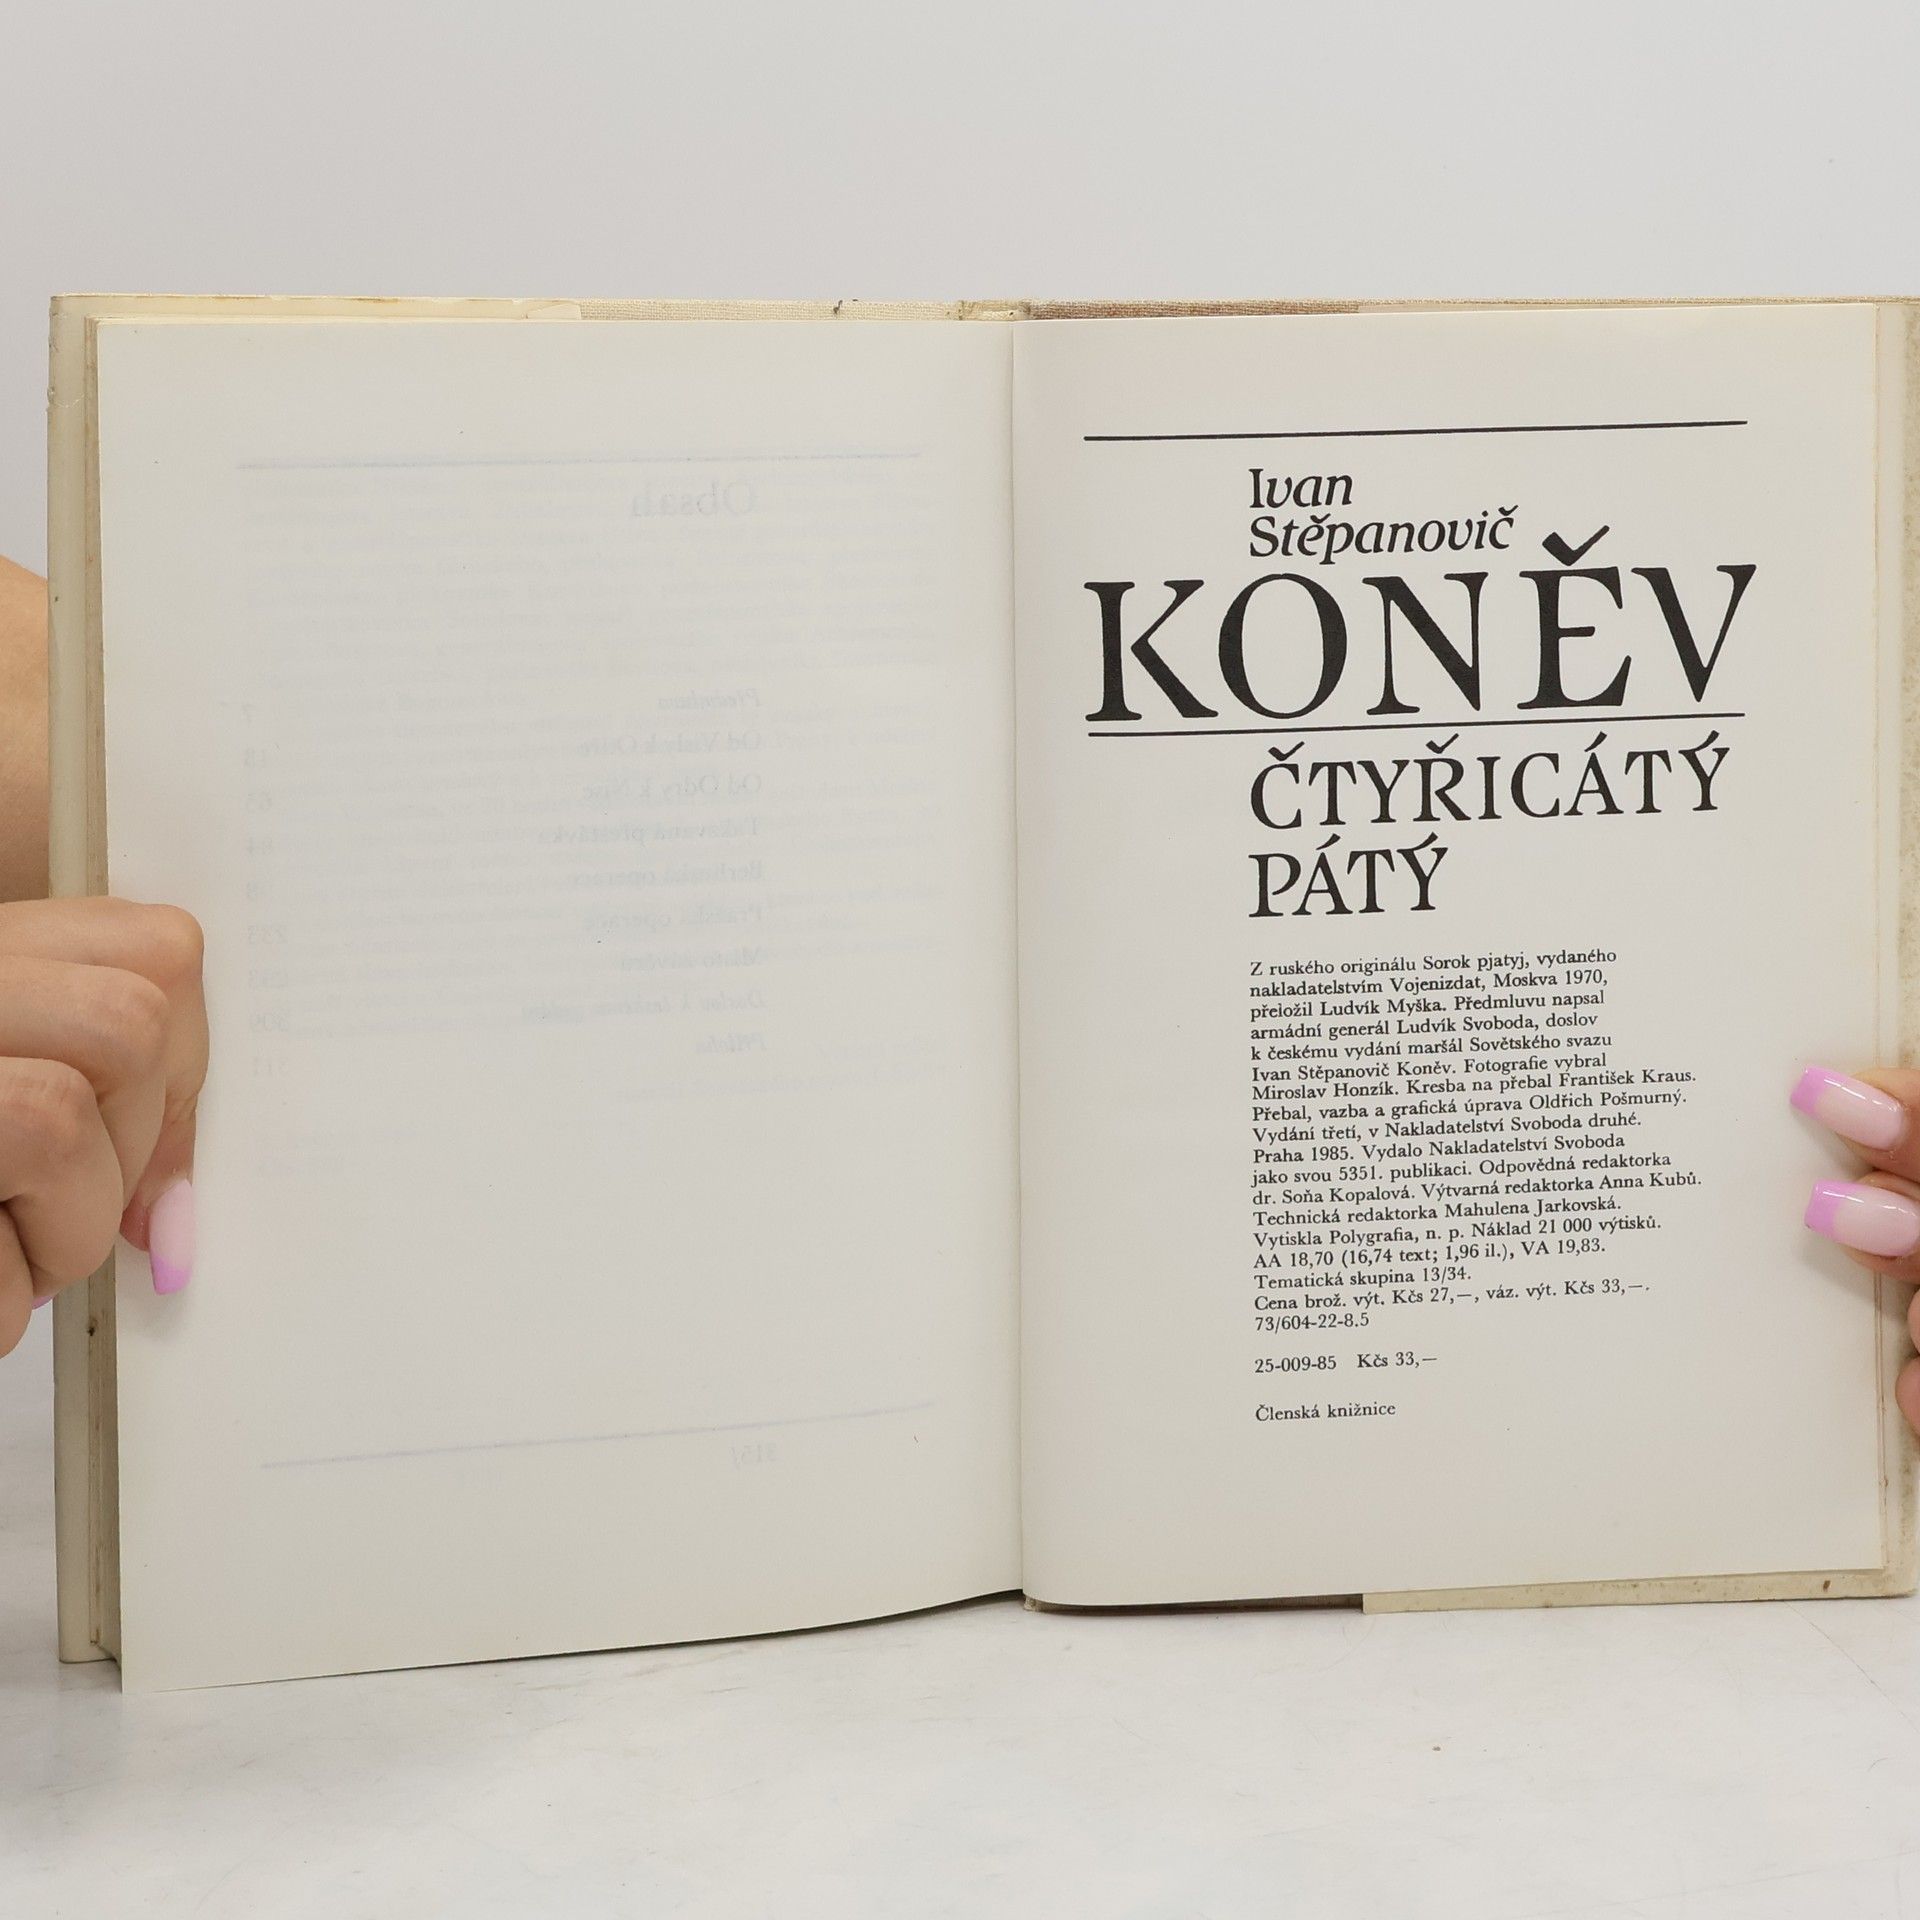 Ivan
Stěpanovič
KONĚV
ČTYŘICÁTÝ
PÁTÝ
Z ruského originálu Sorok pjatyj, vydaného
nakladatelstvím Vojenizdat, Moskva 1970,
přeložil Ludvík Myška. Předmluvu napsal
armádní generál Ludvík Svoboda, doslov
k českému vydání maršál Sovětského svazu
Ivan Stěpanovič Koněv. Fotografie vybral
Miroslav Honzík. Kresba na přebal František Kraus.
Přebal, vazba a grafická úprava Oldřich Pošmurný.
Vydání třetí, v Nakladatelství Svoboda druhé.
Praha 1985. Vydalo Nakladatelství Svoboda
jako svou 5351. publikaci. Odpovědná redaktorka
dr. Soňa Kopalová. Výtvarná redaktorka Anna Kubů.
Technická redaktorka Mahulena Jarkovská.
Vytiskla Polygrafia, n. p. Náklad 21 000 výtisků.
AA 18,70 (16,74 text; 1,96 il.), VA 19,83.
Tematická skupina 13/34.
Cena brož. výt. Kčs 27,—, váz. výt. Kčs 33,—.
73/604-22-8.5
25-009-85 Kčs 33,—
Členská knižnice